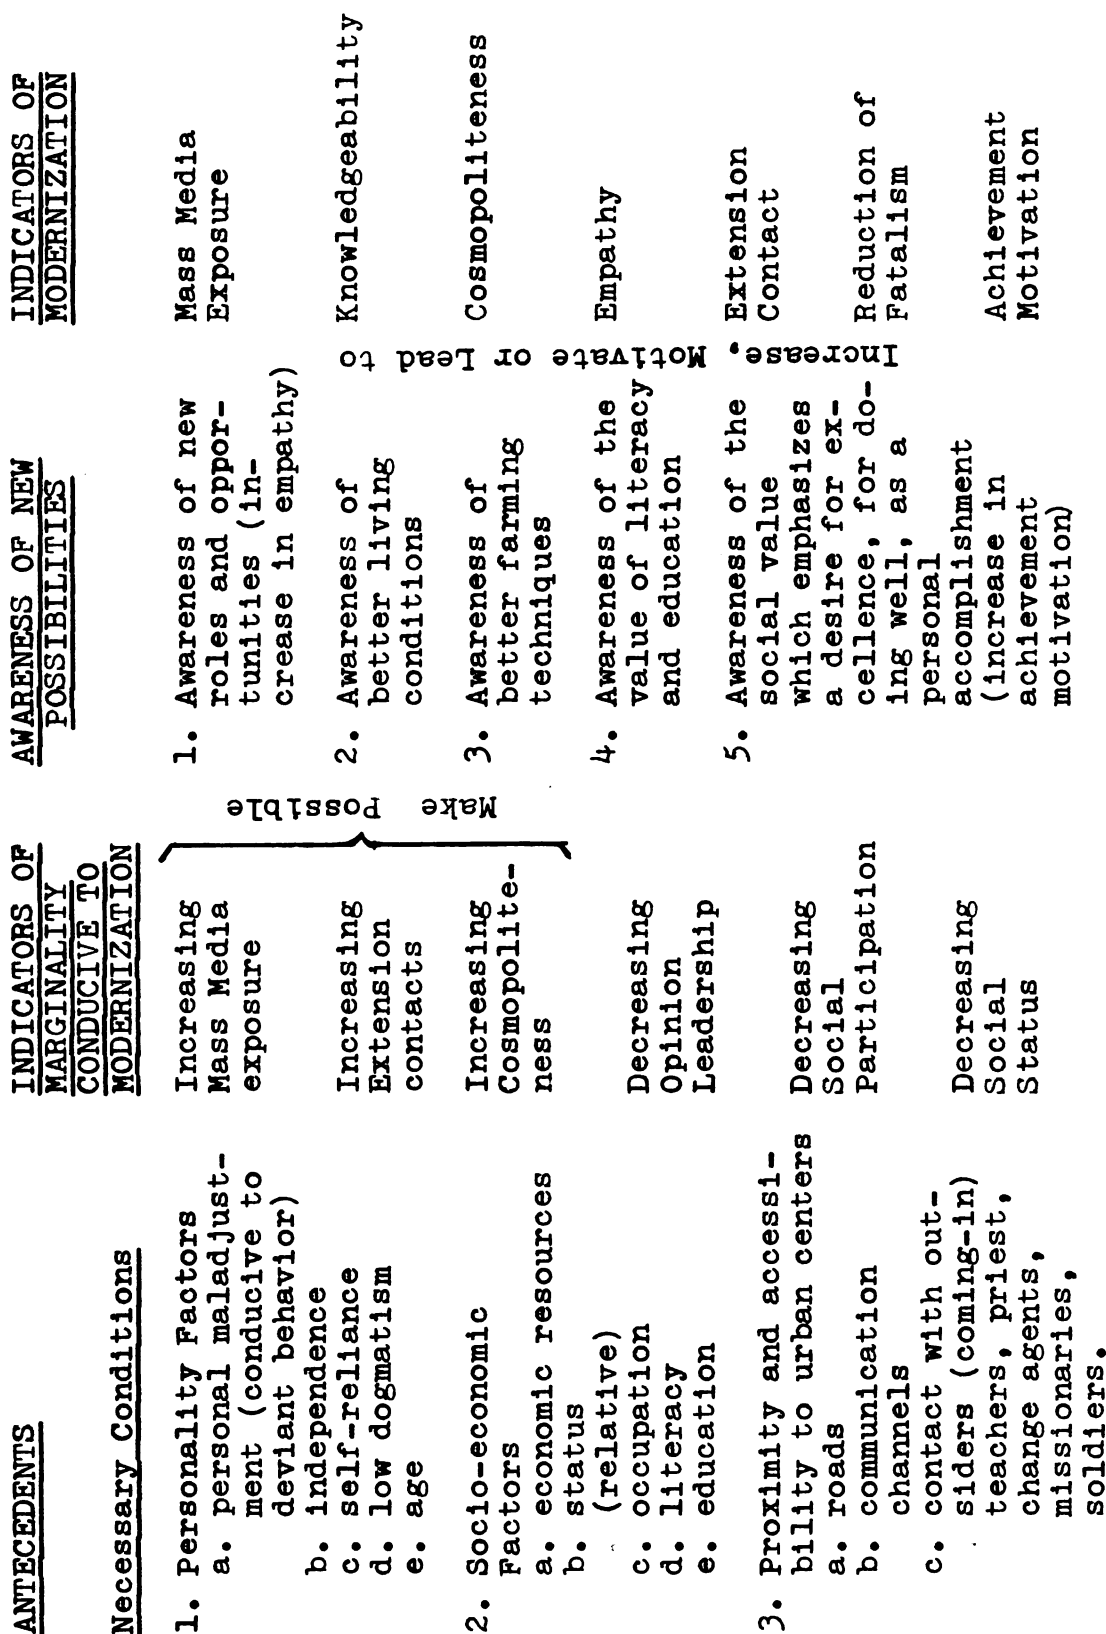 ANTECEDENTS
Necessary Conditions
1. Personality Factors
a. personal maladjust-
ment (conducive to
deviant behavior)
b. independence
c. self-reliance
d. low dogmatism
e. age
2. Socio-economic
Factors
a. economic resources
b. status
(relative)
c. occupation
d. literacy
e. education
3. Proximity and accessi-
bility to urban centers
a. roads
b. communication
channels
c. contact with out-
siders (coming-in)
teachers, priest,
change agents,
missionaries,
soldiers.
INDICATORS OF
MARGINALITY
CONDUCIVE TO
MODERNIZATION
Increasing
Mass Media
exposure
Increasing
Extension
contacts
Increasing
Cosmopolite-
ness
Decreasing
Opinion
Leadership
Decreasing
Social
Participation
Decreasing
Social
Status
Make Possible
AWARENESS OF NEW
POSSIBILITIES
1. Awareness of new
roles and oppor-
tunities (in-
crease in empathy)
2. Awareness of
better living
conditions
3. Awareness of
better farming
techniques
4. Awareness of the
value of literacy
and education
5. Awareness of the
social value
which emphasizes
a desire for ex-
cellence, for do-
ing well, as a
personal
accomplishment
(increase in
achievement
motivation)
Increase, Motivate or Lead to
INDICATORS OF
MODERNIZATION
Mass Media
Exposure
Knowledgeability
Cosmopoliteness
Empathy
Extension
Contact
Reduction of
Fatalism
Achievement
Motivation